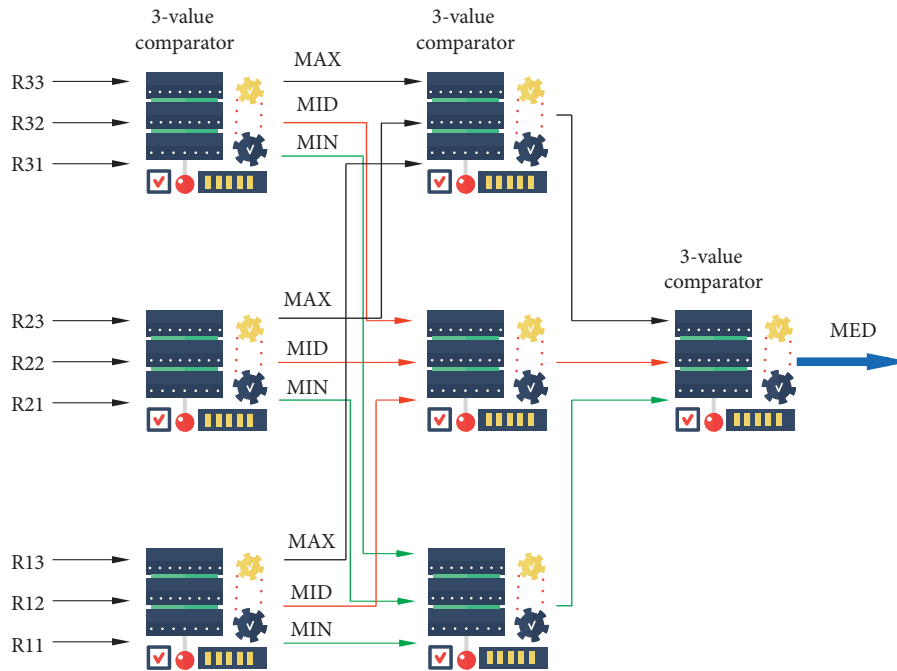 3-value
comparator
3-value
comparator
R33
R32
R31
MAX
MID
MIN
3-value
comparator
R23
R22
R21
MAX
MID
MIN
MED
R13
R12
R11
MAX
MID
MIN